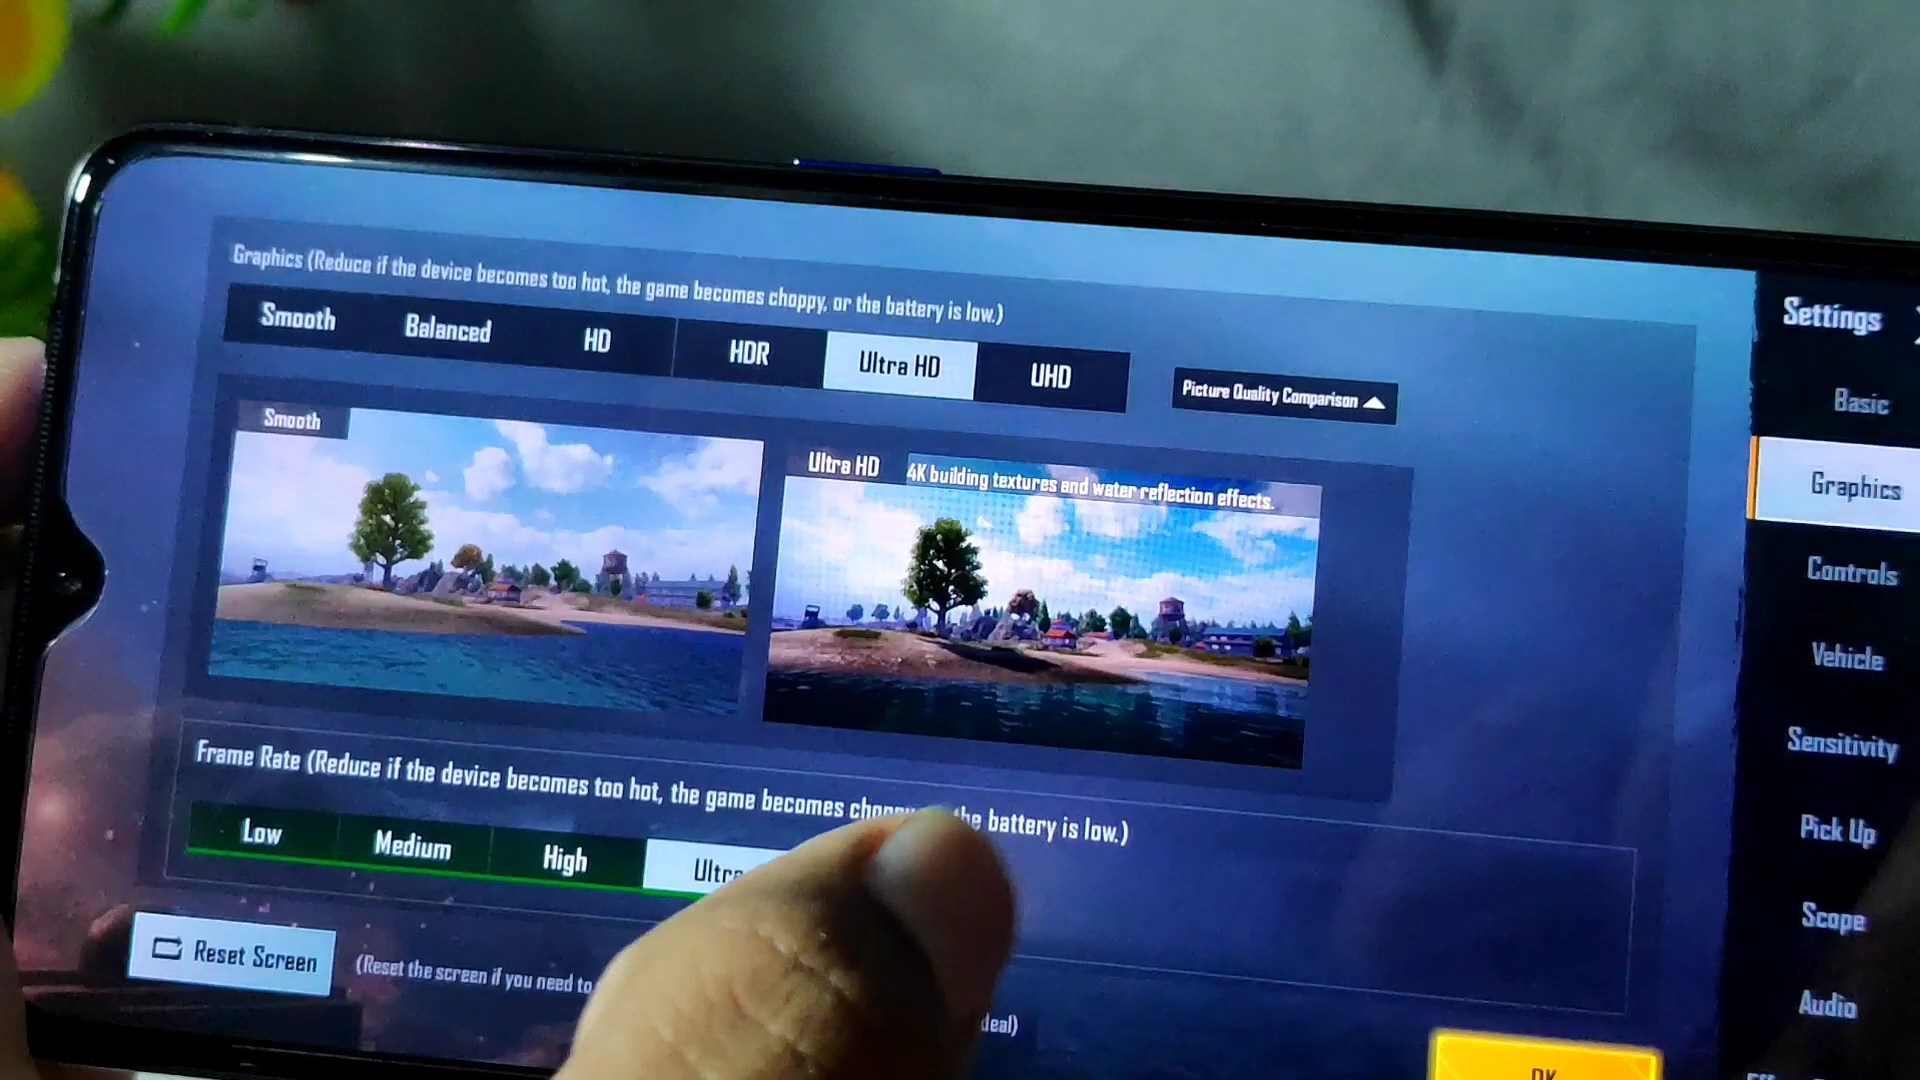 Graphics (Reduce if the device becomes too hot, the game becomes choppy, or the battery is low.)
Smooth Balanced HD HDR Ultra HD UHD
Picture Quality Comparison
Smooth
Ultra HD 4K building textures and water reflection effects.
Frame Rate (Reduce if the device becomes too hot, the game becomes battery is low.)
Low Medium High Ultra
Reset Screen (Reset the screen if you need to
deal)
OK
Settings
Basic
Graphics
Controls
Vehicle
Sensitivity
Pick Up
Scope
Audio